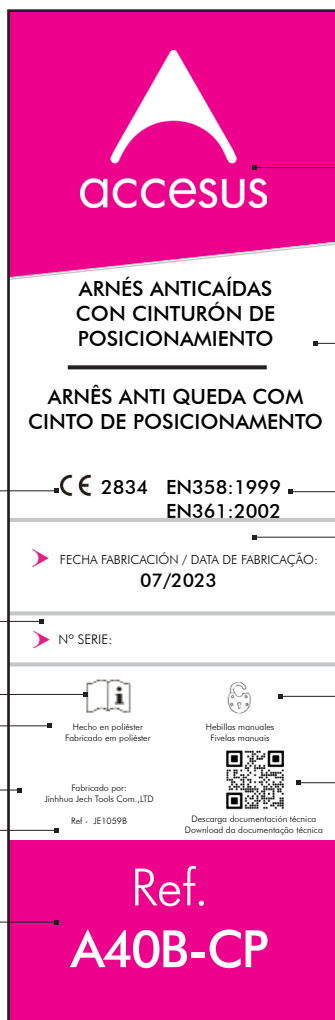 accesus
ARNÉS ANTICAÍDAS
CON CINTURÓN DE
POSICIONAMIENTO
ARNÊS ANTI QUEDA COM
CINTO DE POSICIONAMENTO
CE 2834 EN358:1999
EN361:2002
FECHA FABRICACIÓN / DATA DE FABRICAÇÃO:
07/2023
Nº SERIE:
i
Hecho en poliéster
Fabricado em poliéster
Hebillas manuales
Fivelas manuais
Fabricado por:
Jinhhua Jech Tools Com.,LTD
Ref - JE1059B
Descarga documentación técnica
Download da documentação técnica
Ref.
A40B-CP